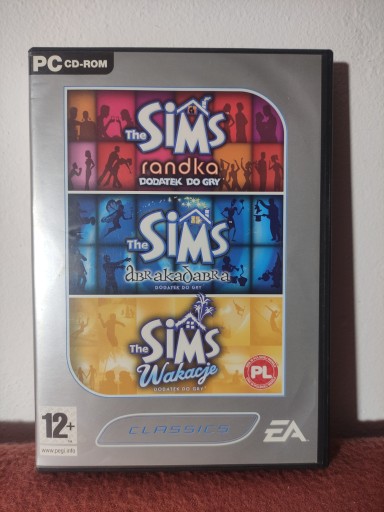 PC CD-ROM
The SIMS
randka
DODATEK DO GRY
The SIMS
abrakadabra
DODATEK DO GRY
The SIMS
Wakacje
DODATEK DO GRY
PL
12+
www.pegi.info
CLASSICS
EA